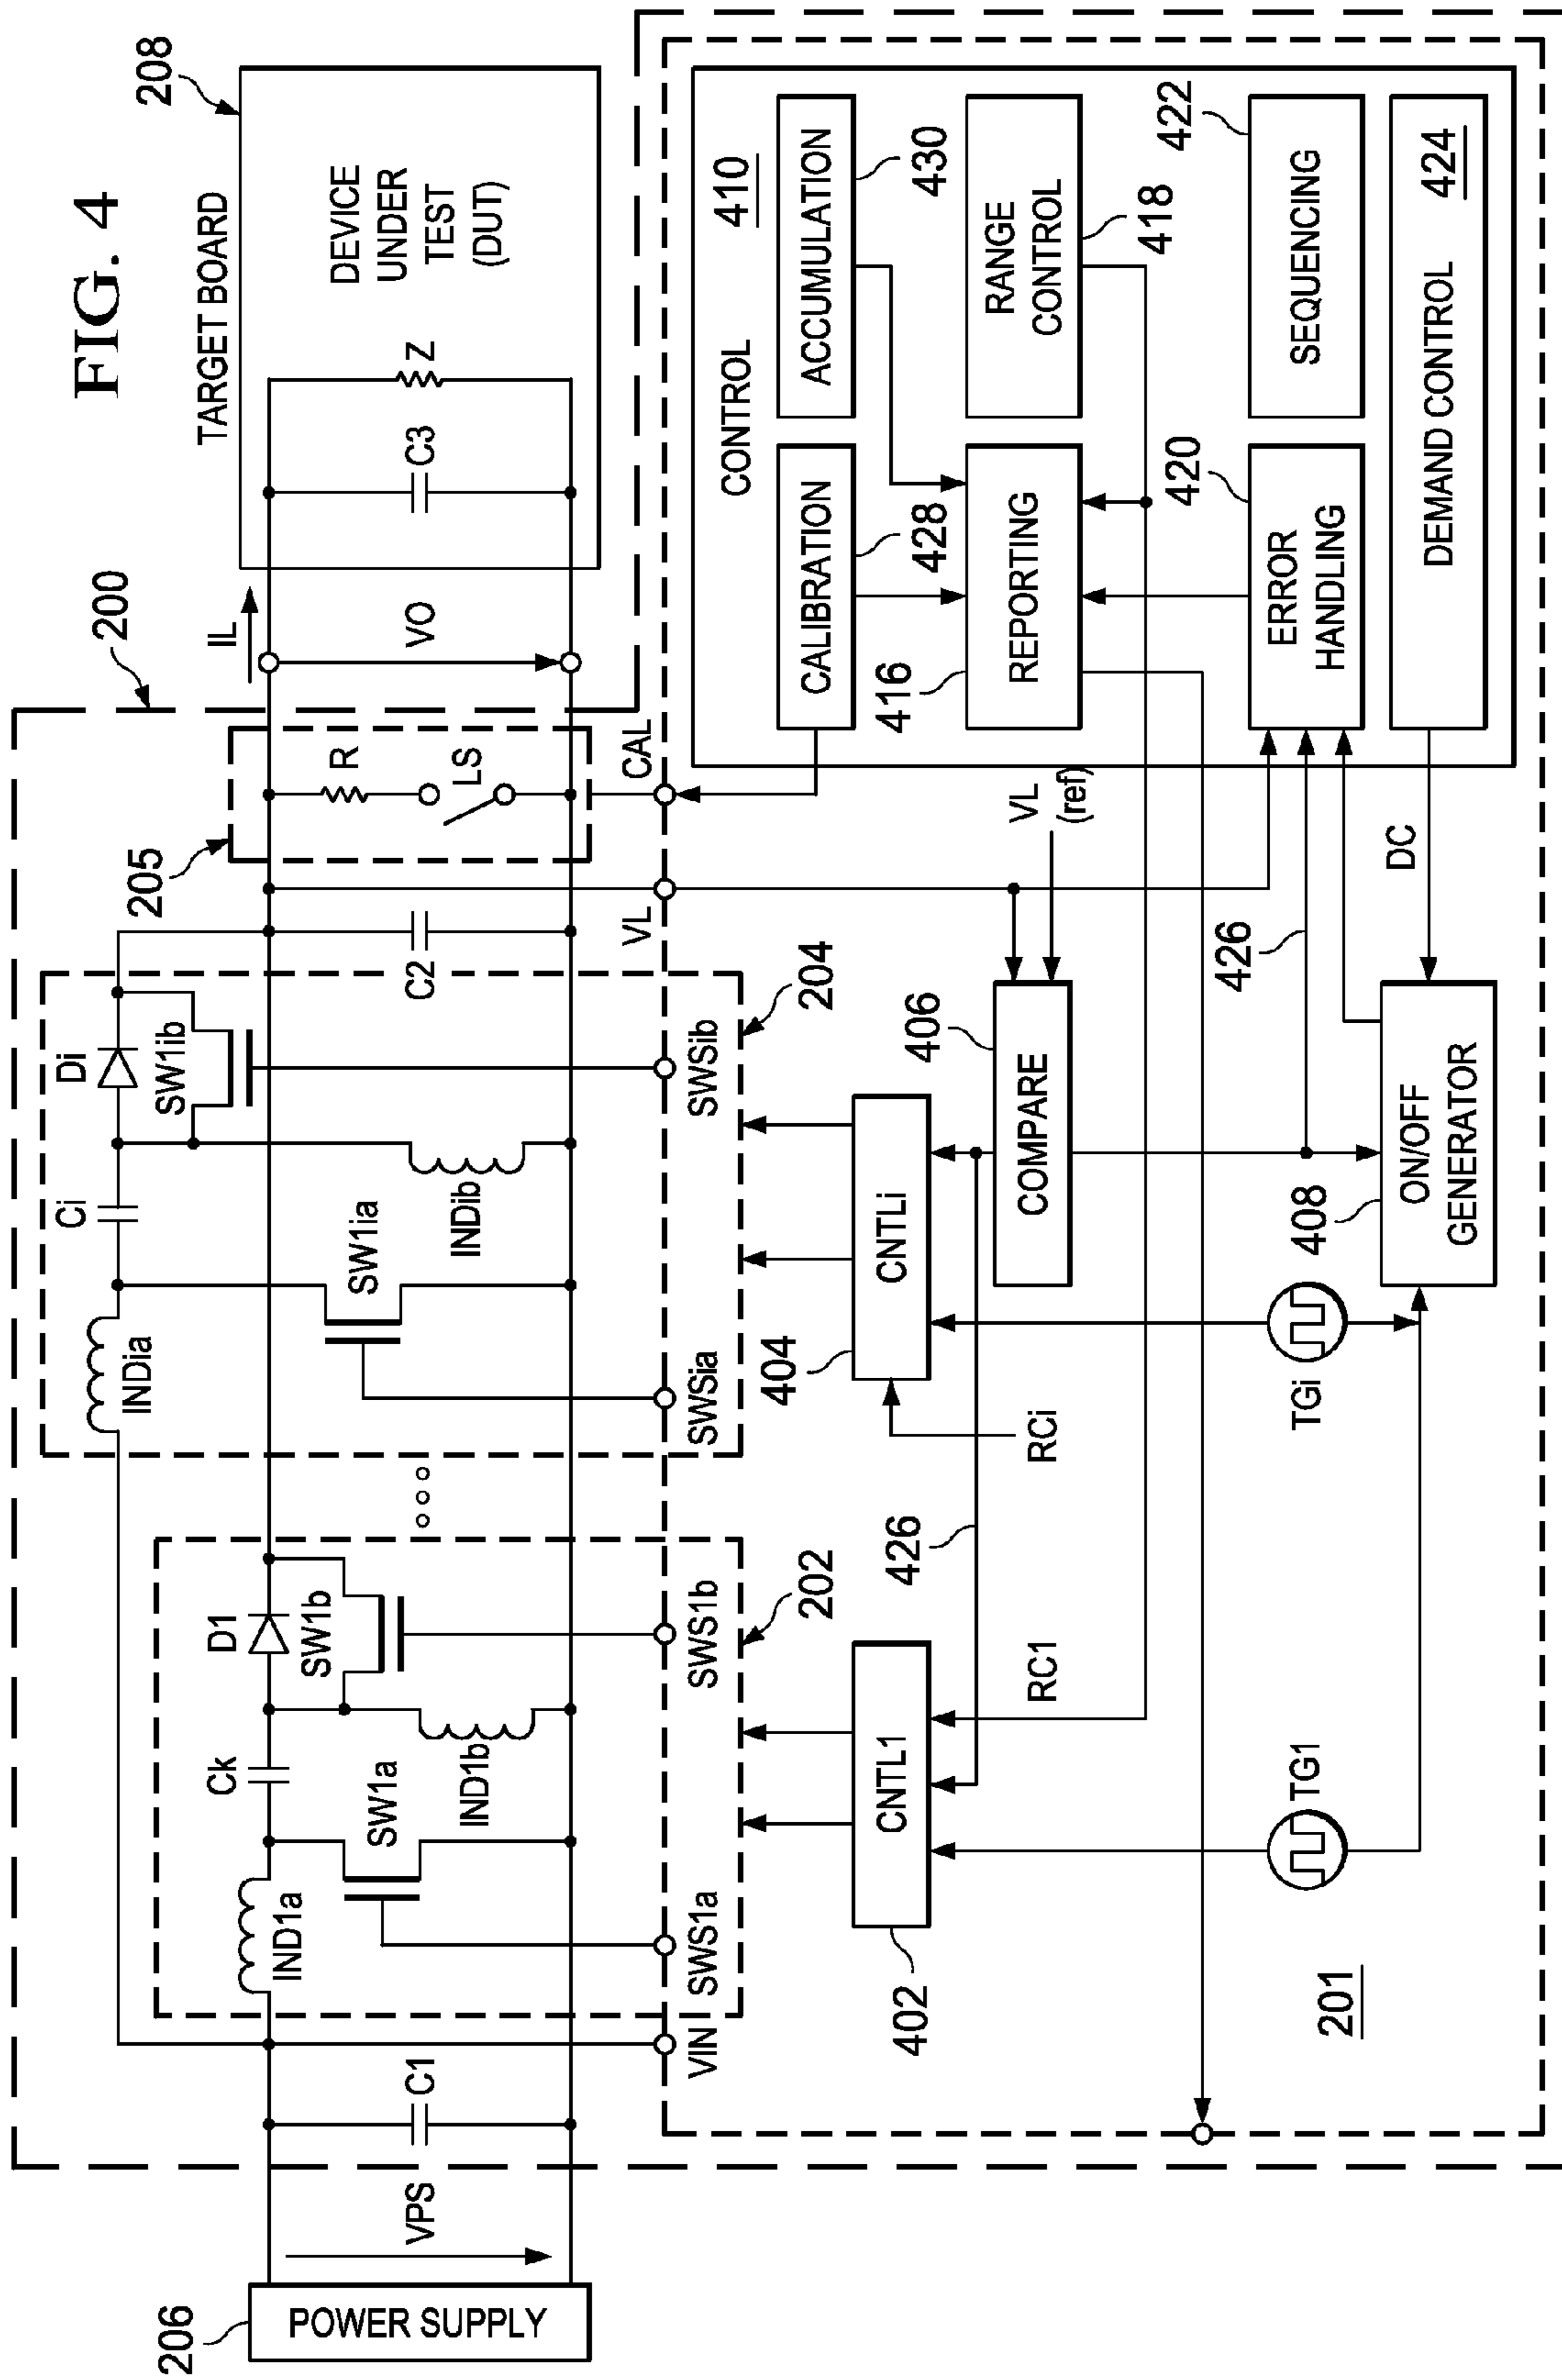 FIG. 4
200
208
TARGET BOARD
DEVICE
UNDER
TEST
(DUT)
Z
C3
IL
VO
206
POWER SUPPLY
VPS
C1
VIN
IND1a
Ck
D1
SW1a
SW1b
IND1b
SWS1a
SWS1b
202
INDia
Ci
Di
SW1ia
SW1ib
INDib
SWSia
SWSib
204
C2
205
R
LS
VL
CAL
402
CNTL1
RC1
426
404
CNTLi
RCi
406
COMPARE
VL
(ref)
CONTROL
410
CALIBRATION
428
ACCUMULATION
430
416
REPORTING
RANGE
CONTROL
418
420
ERROR
HANDLING
422
SEQUENCING
DEMAND CONTROL
424
DC
426
TG1
TGi
408
ON/OFF
GENERATOR
201